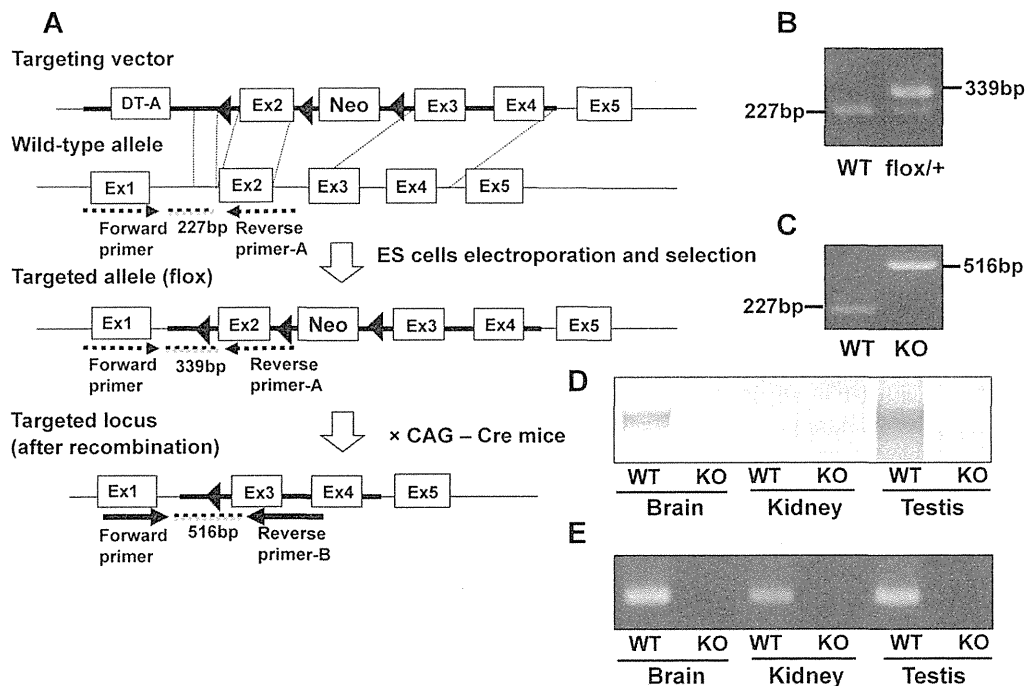 A
Targeting vector
DT-A
Ex2
Neo
Ex3
Ex4
Ex5
Wild-type allele
Ex1
Ex2
Ex3
Ex4
Ex5
Forward
primer
227bp
Reverse
primer-A
ES cells electroporation and selection
Targeted allele (flox)
Ex1
Ex2
Neo
Ex3
Ex4
Ex5
Forward
primer
339bp
Reverse
primer-A
Targeted locus
(after recombination)
× CAG – Cre mice
Ex1
Ex3
Ex4
Ex5
Forward
primer
516bp
Reverse
primer-B
B
339bp
227bp
WT flox/+
C
516bp
227bp
WT KO
D
WT KO WT KO WT KO
Brain Kidney Testis
E
WT KO WT KO WT KO
Brain Kidney Testis